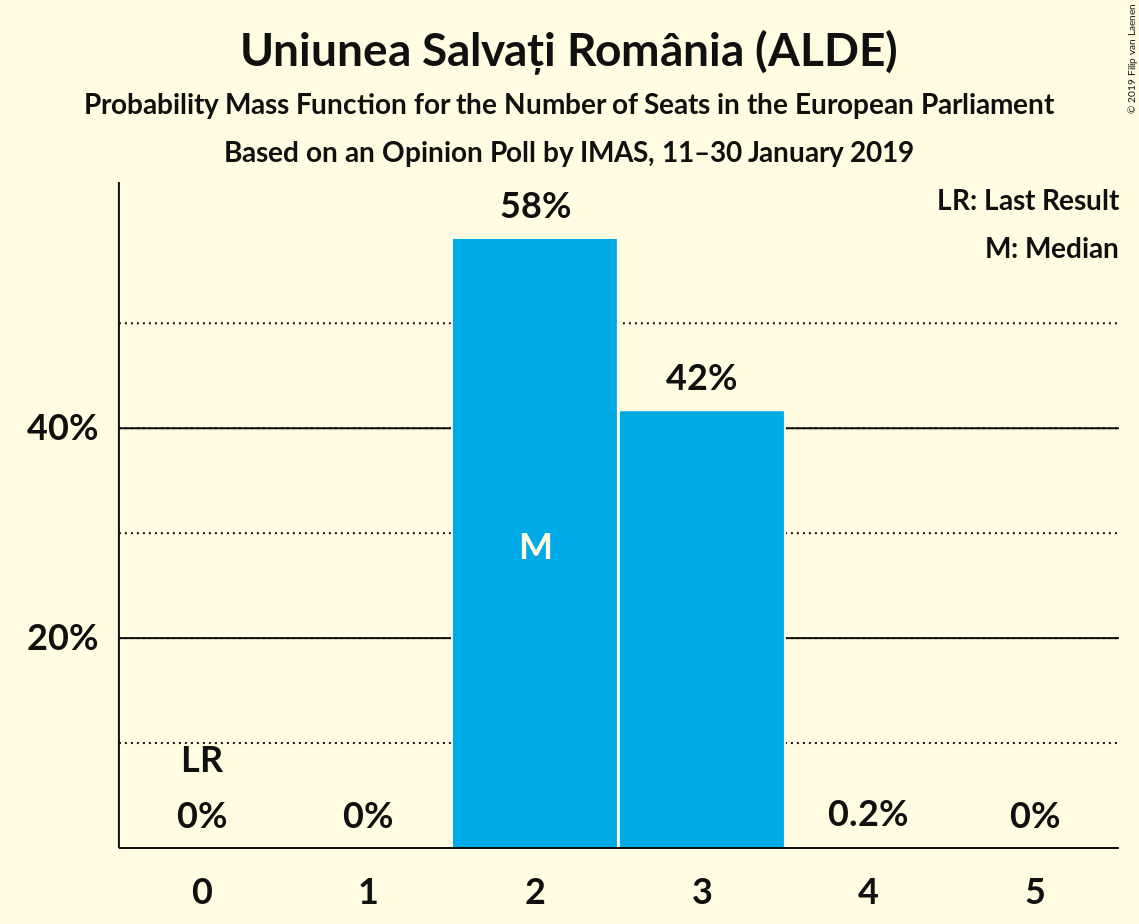 Uniunea Salvați România (ALDE)
Probability Mass Function for the Number of Seats in the European Parliament
Based on an Opinion Poll by IMAS, 11–30 January 2019
© 2019 Filip van Laenen
LR: Last Result
M: Median
58%
42%
40%
M
20%
LR
0%
0%
0.2%
0%
0
1
2
3
4
5